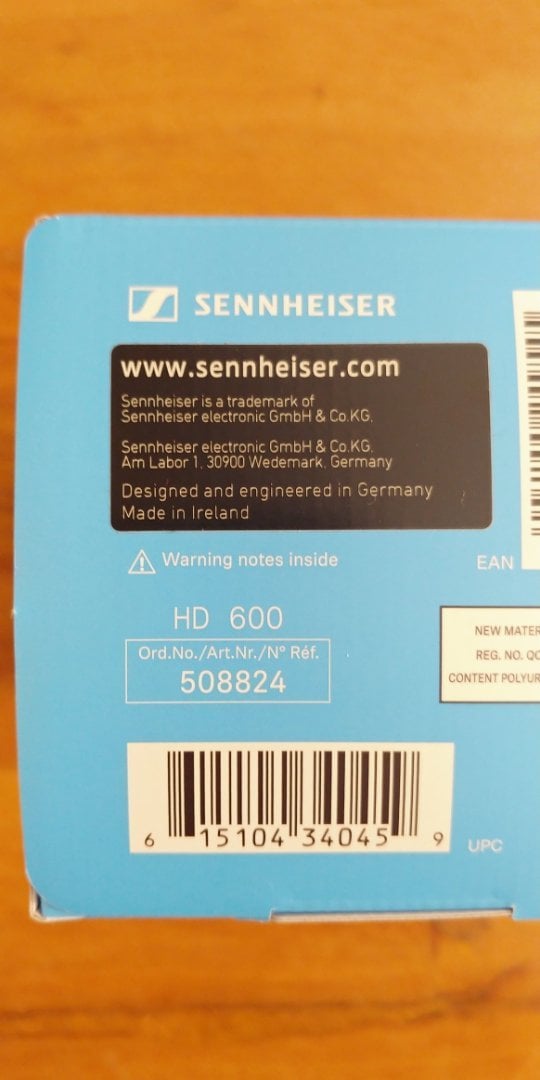 SENNHEISER
www.sennheiser.com
Sennheiser is a trademark of
Sennheiser electronic GmbH & Co.KG.
Sennheiser electronic GmbH & Co.KG.
Am Labor 1, 30900 Wedemark, Germany
Designed and engineered in Germany
Made in Ireland
Warning notes inside
EAN
HD 600
Ord.No./Art.Nr./N° Réf.
508824
NEW MATER
REG. NO. QC
CONTENT POLYUR
6 15104 34045 9
UPC